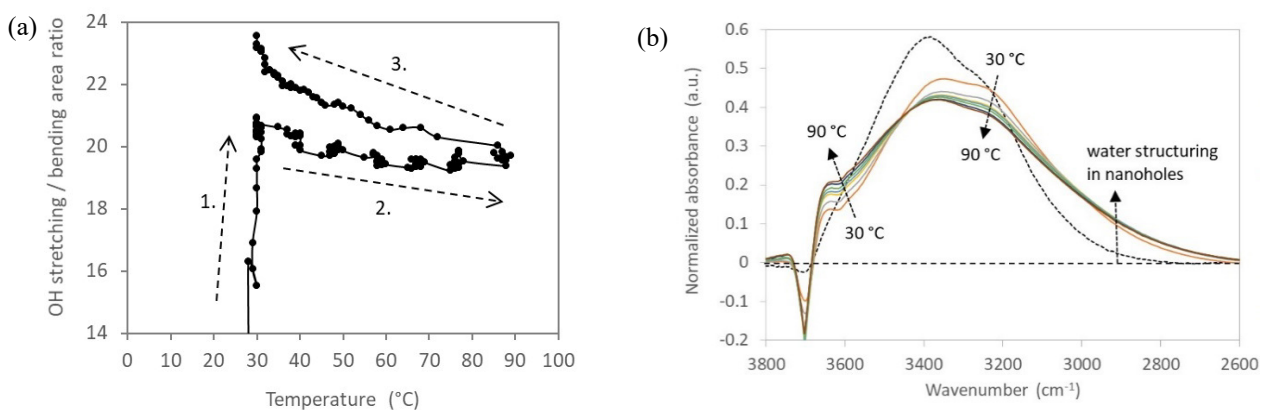 (a)
OH stretching / bending area ratio
24
22
20
18
16
14
1.
2.
3.
0 10 20 30 40 50 60 70 80 90 100
Temperature (°C)
(b)
Normalized absorbance (a.u.)
0.6
0.5
0.4
0.3
0.2
0.1
0
-0.1
-0.2
30 °C
90 °C
90 °C
30 °C
water structuring
in nanoholes
3800 3600 3400 3200 3000 2800 2600
Wavenumber (cm-1)